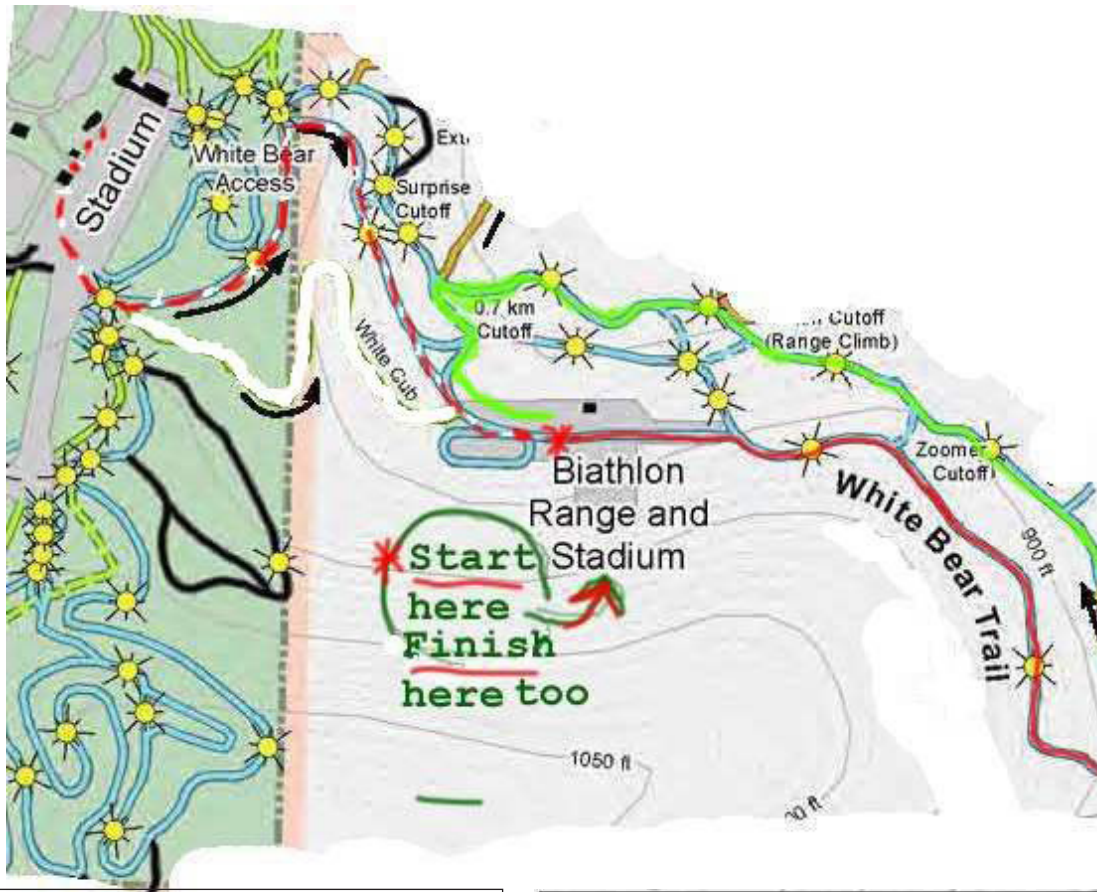 Stadium
White Bear
Access
Surprise
Cutoff
0.7 km
Cutoff
Cutoff
(Range Climb)
White Cub
Zoomer
Cutoff
White Bear Trail
900 ft
Biathlon
Range and
Stadium
Start
here
Finish
here too
1050 ft